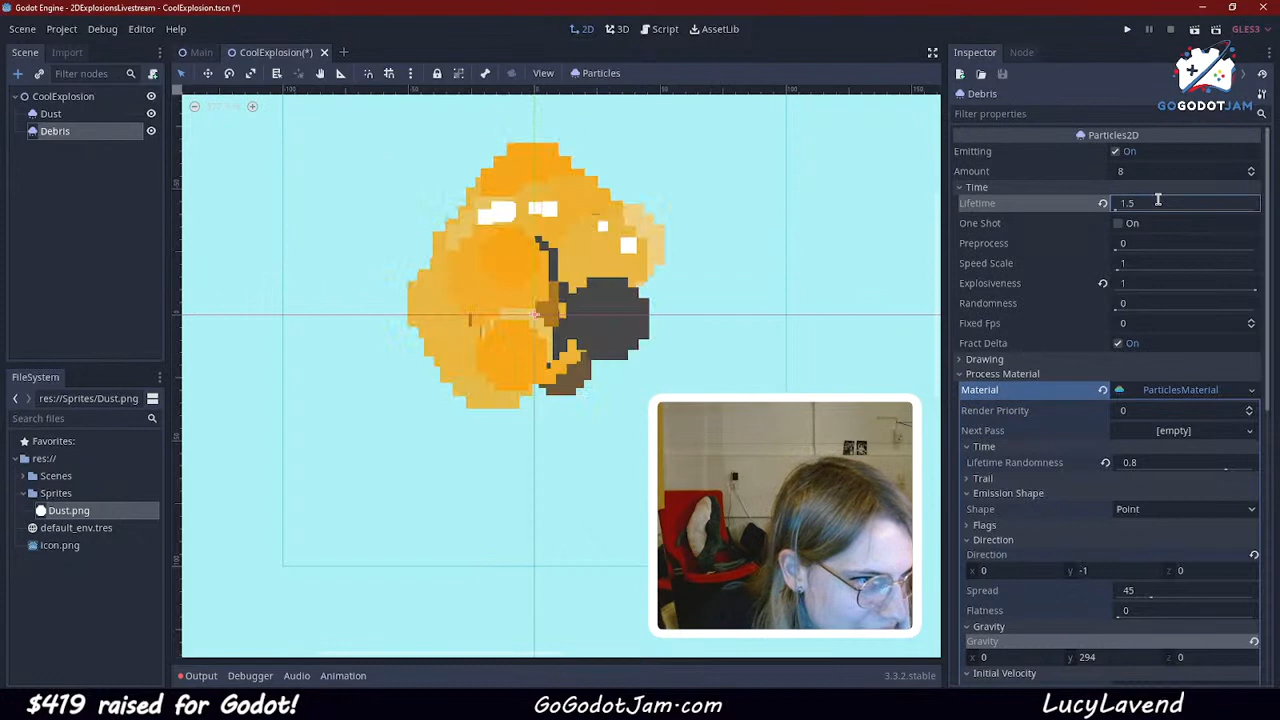 Godot Engine - 2DExplosionsLivestream - CoolExplosion.tscn (*)
Scene Project Debug Editor Help
2D 3D Script AssetLib
GLES3
Scene Import
Main CoolExplosion(*)
Inspector Node
Filter nodes
View Particles
CoolExplosion
Dust
Debris
Debris
GOGODOTJAM
Filter properties
Particles2D
Emitting On
Amount 8
Time
Lifetime 1.5
One Shot On
Preprocess 0
Speed Scale 1
Explosiveness 1
Randomness 0
Fixed Fps 0
Fract Delta On
Drawing
Process Material
Material ParticlesMaterial
Render Priority 0
Next Pass [empty]
Time
Lifetime Randomness 0.8
Trail
Emission Shape
Shape Point
Flags
Direction
Direction
x 0 y -1 z 0
Spread 45
Flatness 0
Gravity
Gravity
x 0 y 294 z 0
Initial Velocity
FileSystem
res://Sprites/Dust.png
Search files
Favorites:
res://
Scenes
Sprites
Dust.png
default_env.tres
icon.png
Output Debugger Audio Animation 3.3.2.stable
$419 raised for Godot! GoGodotJam.com LucyLavend